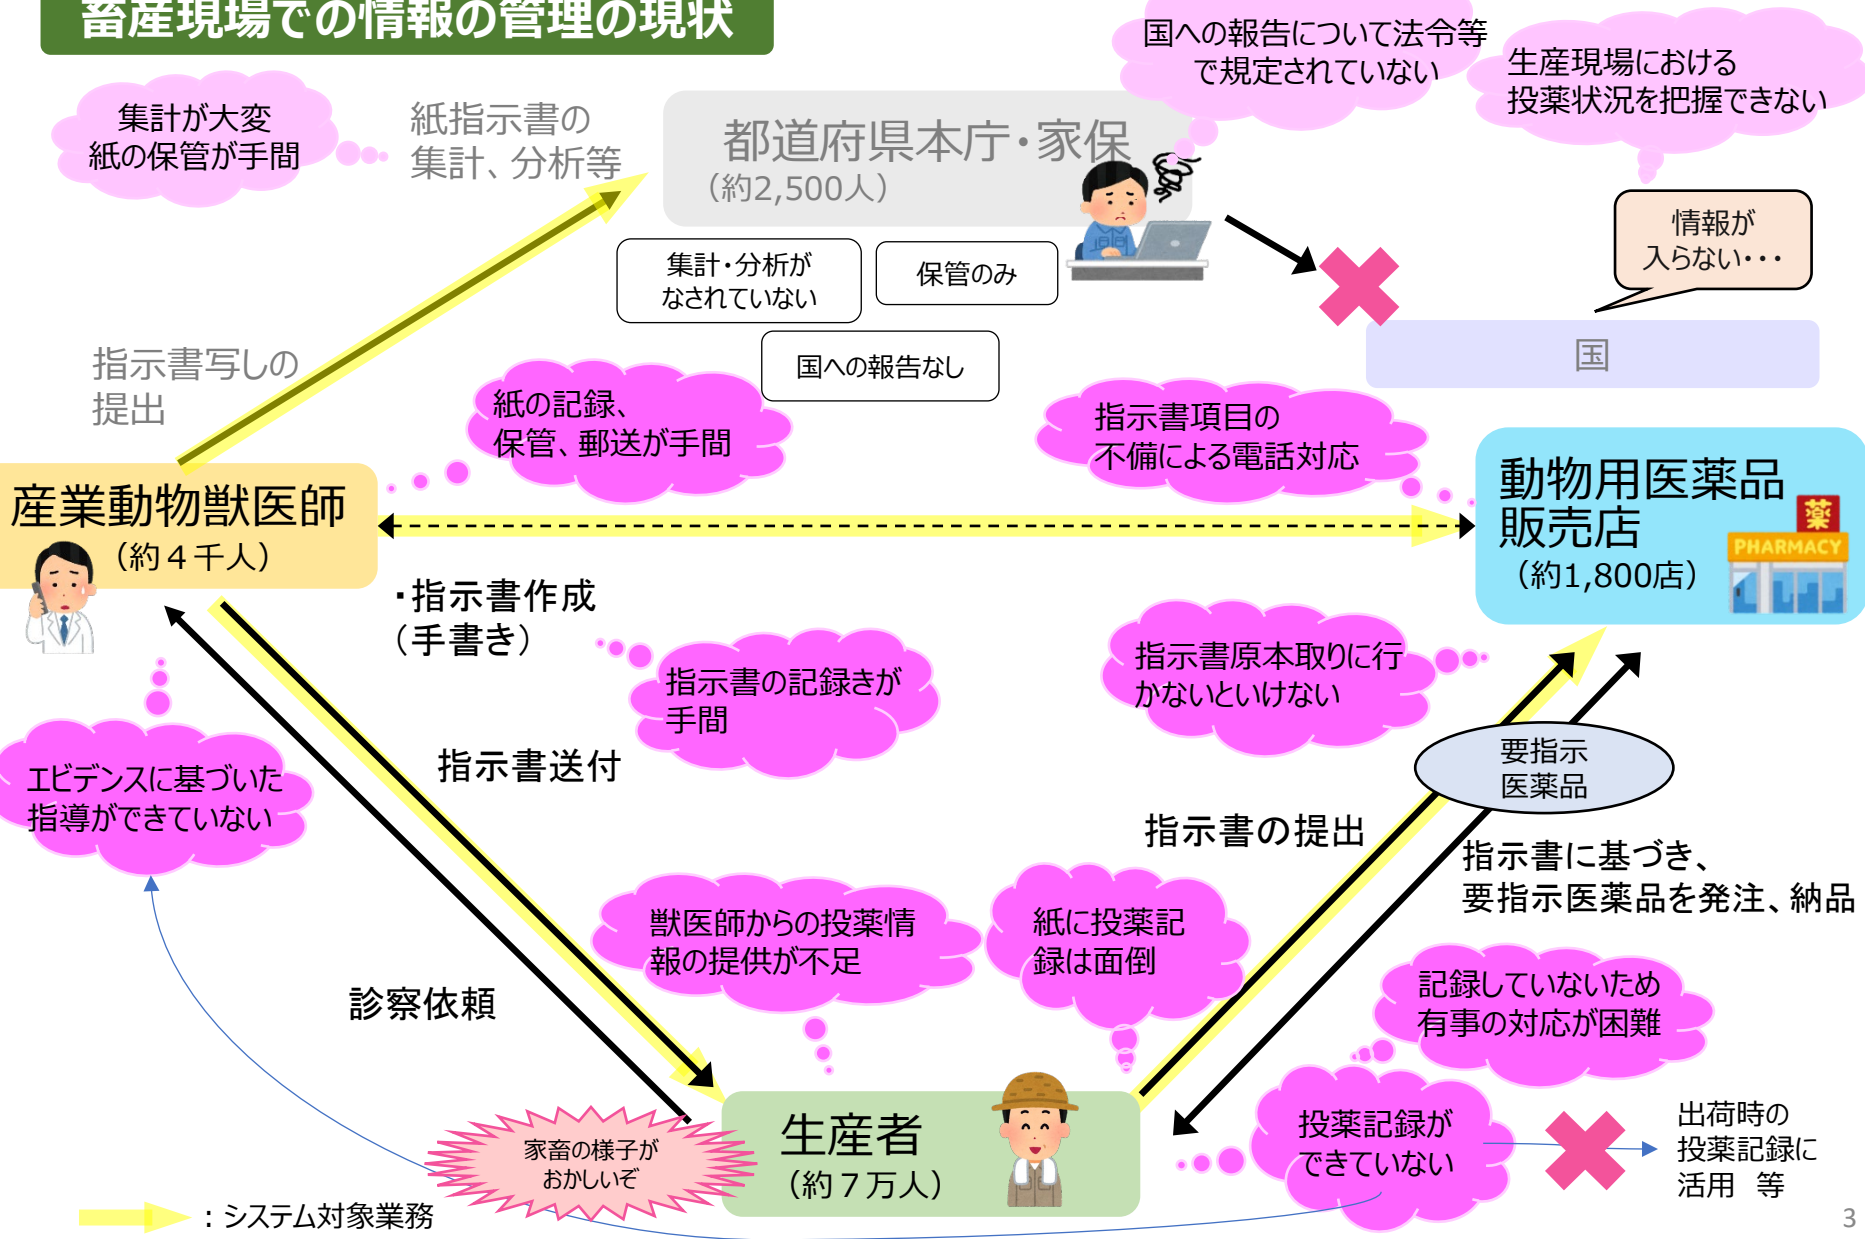 畜産現場での情報の管理の現状
国への報告について法令等
で規定されていない
生産現場における
投薬状況を把握できない
集計が大変
紙の保管が手間
紙指示書の
集計、分析等
都道府県本庁・家保
（約2,500人）
情報が
入らない・・・
集計・分析が
なされていない
保管のみ
国への報告なし
国
指示書写しの
提出
紙の記録、
保管、郵送が手間
指示書項目の
不備による電話対応
産業動物獣医師
（約４千人）
動物用医薬品
販売店
（約1,800店）
薬
PHARMACY
・指示書作成
（手書き）
指示書の記録きが
手間
指示書原本取りに行
かないといけない
エビデンスに基づいた
指導ができていない
指示書送付
要指示
医薬品
指示書の提出
指示書に基づき、
要指示医薬品を発注、納品
獣医師からの投薬情
報の提供が不足
紙に投薬記
録は面倒
診察依頼
記録していないため
有事の対応が困難
家畜の様子が
おかしいぞ
生産者
（約７万人）
投薬記録が
できていない
出荷時の
投薬記録に
活用　等
：システム対象業務
3